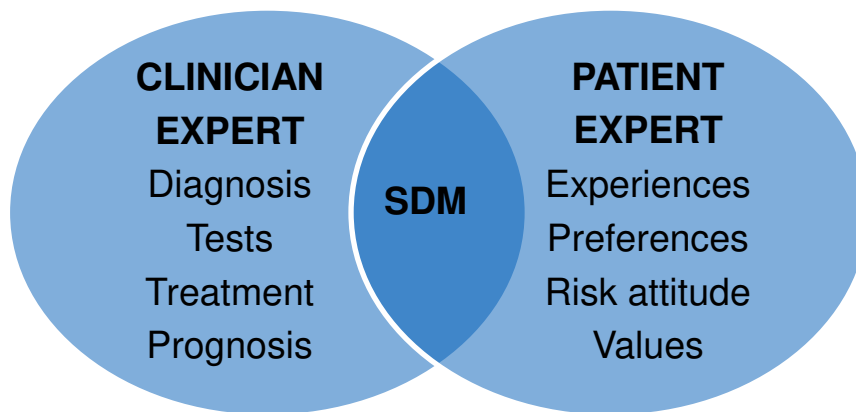 CLINICIAN
EXPERT
Diagnosis
Tests
Treatment
Prognosis
SDM
PATIENT
EXPERT
Experiences
Preferences
Risk attitude
Values